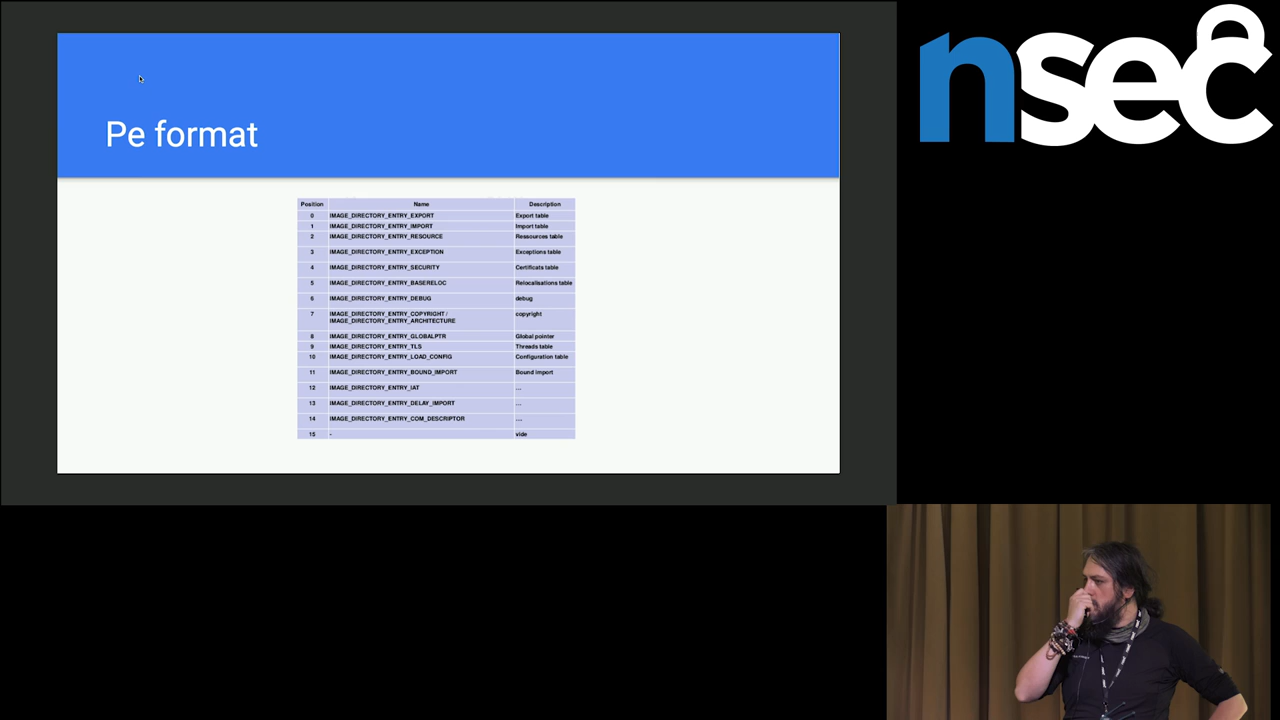 nsec
Pe format
Position Name Description
0 IMAGE_DIRECTORY_ENTRY_EXPORT Export table
1 IMAGE_DIRECTORY_ENTRY_IMPORT Import table
2 IMAGE_DIRECTORY_ENTRY_RESOURCE Ressources table
3 IMAGE_DIRECTORY_ENTRY_EXCEPTION Exceptions table
4 IMAGE_DIRECTORY_ENTRY_SECURITY Certificats table
5 IMAGE_DIRECTORY_ENTRY_BASERELOC Relocalisations table
6 IMAGE_DIRECTORY_ENTRY_DEBUG debug
7 IMAGE_DIRECTORY_ENTRY_COPYRIGHT / copyright
IMAGE_DIRECTORY_ENTRY_ARCHITECTURE
8 IMAGE_DIRECTORY_ENTRY_GLOBALPTR Global pointer
9 IMAGE_DIRECTORY_ENTRY_TLS Threads table
10 IMAGE_DIRECTORY_ENTRY_LOAD_CONFIG Configuration table
11 IMAGE_DIRECTORY_ENTRY_BOUND_IMPORT Bound import
12 IMAGE_DIRECTORY_ENTRY_IAT ...
13 IMAGE_DIRECTORY_ENTRY_DELAY_IMPORT ...
14 IMAGE_DIRECTORY_ENTRY_COM_DESCRIPTOR ....
15 - vide